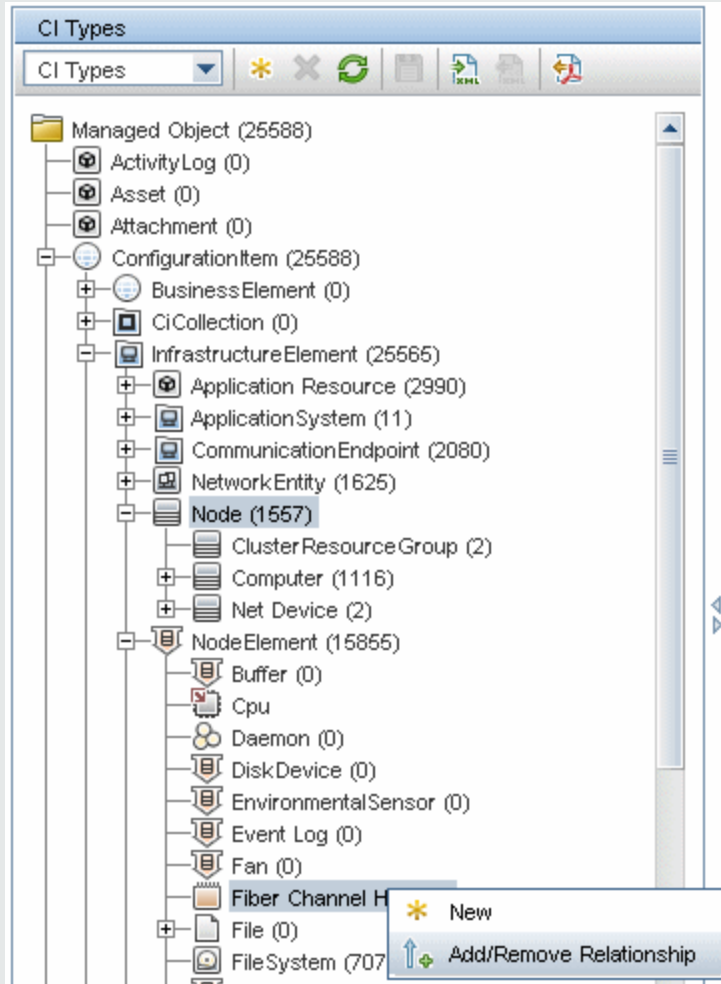 CI Types
CI Types
XML
XML
Managed Object (25588)
ActivityLog (0)
Asset (0)
Attachment (0)
ConfigurationItem (25588)
BusinessElement (0)
CiCollection (0)
InfrastructureElement (25565)
Application Resource (2990)
ApplicationSystem (11)
CommunicationEndpoint (2080)
NetworkEntity (1625)
Node (1557)
ClusterResourceGroup (2)
Computer (1116)
Net Device (2)
NodeElement (15855)
Buffer (0)
Cpu
Daemon (0)
DiskDevice (0)
EnvironmentalSensor (0)
Event Log (0)
Fan (0)
Fiber Channel H
New
File (0)
Add/Remove Relationship
FileSystem (707